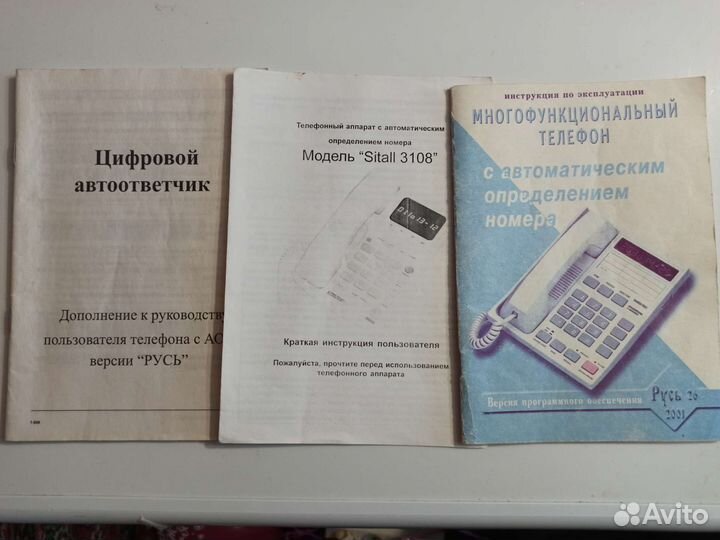 Цифровой
автоответчик
Дополнение к руководству
пользователя телефона с АО
версии “РУСЬ”
Телефонный аппарат с автоматическим
определением номера
Модель “Sitall 3108”
Краткая инструкция пользователя
Пожалуйста, прочтите перед использованием
телефонного аппарата
инструкция по эксплуатации
МНОГОФУНКЦИОНАЛЬНЫЙ
ТЕЛЕФОН
с автоматическим
определением
номера
Версия программного обеспечения
Русь 26
2001
Avito